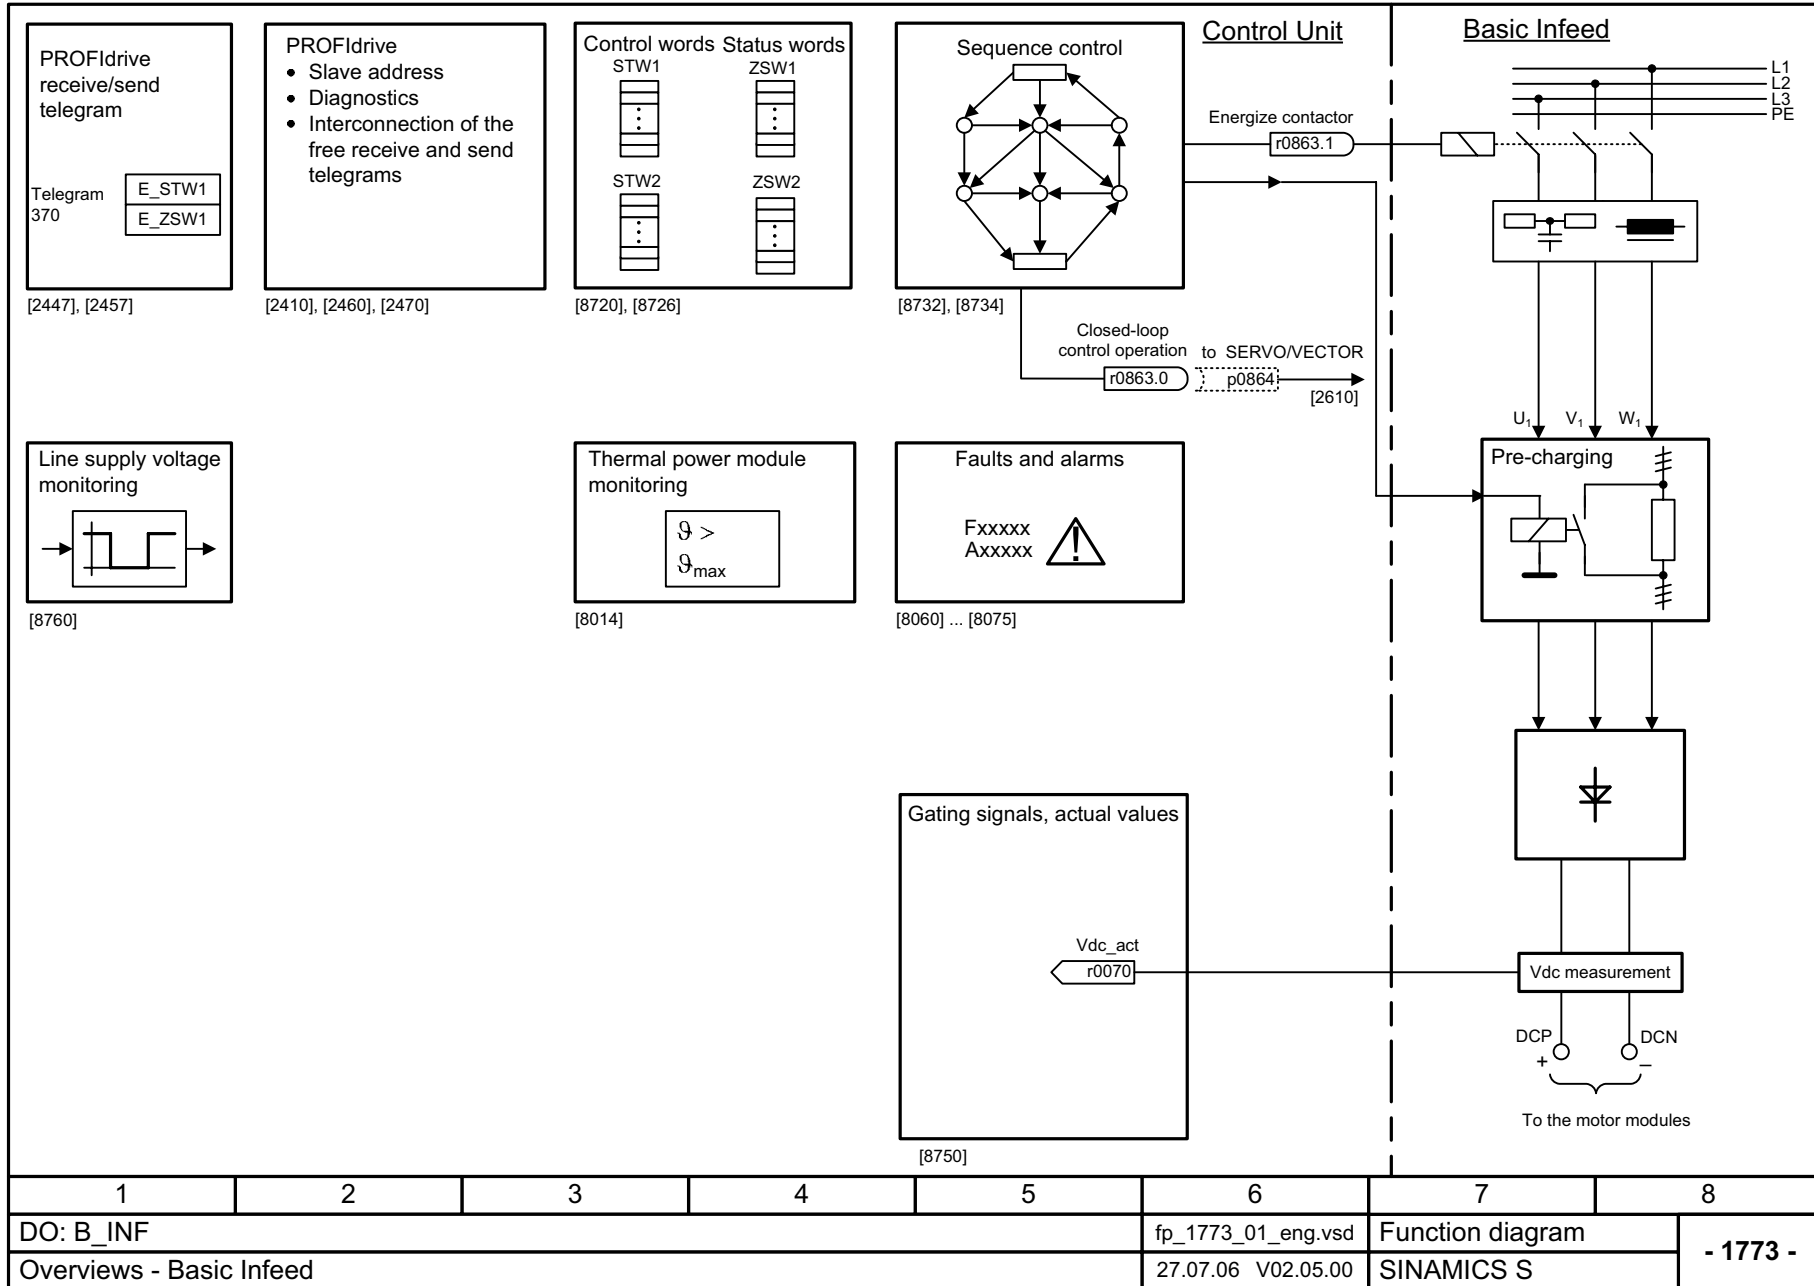 PROFIdrive
receive/send
telegram
Telegram
370
E_STW1
E_ZSW1
[2447], [2457]
PROFIdrive
• Slave address
• Diagnostics
• Interconnection of the
free receive and send
telegrams
[2410], [2460], [2470]
Control words Status words
STW1 ZSW1
STW2 ZSW2
[8720], [8726]
Sequence control
[8732], [8734]
Control Unit
Energize contactor
r0863.1
Closed-loop
control operation
r0863.0
to SERVO/VECTOR
p0864
[2610]
Basic Infeed
L1
L2
L3
PE
U1 V1 W1
Pre-charging
Line supply voltage
monitoring
[8760]
Thermal power module
monitoring
ϑ >
ϑmax
[8014]
Faults and alarms
Fxxxxx
Axxxxx
!
[8060] ... [8075]
Gating signals, actual values
Vdc_act
r0070
[8750]
Vdc measurement
DCP DCN
+ –
To the motor modules
1 2 3 4 5 6 7 8
DO: B_INF
fp_1773_01_eng.vsd
Function diagram
- 1773 -
Overviews - Basic Infeed
27.07.06 V02.05.00
SINAMICS S